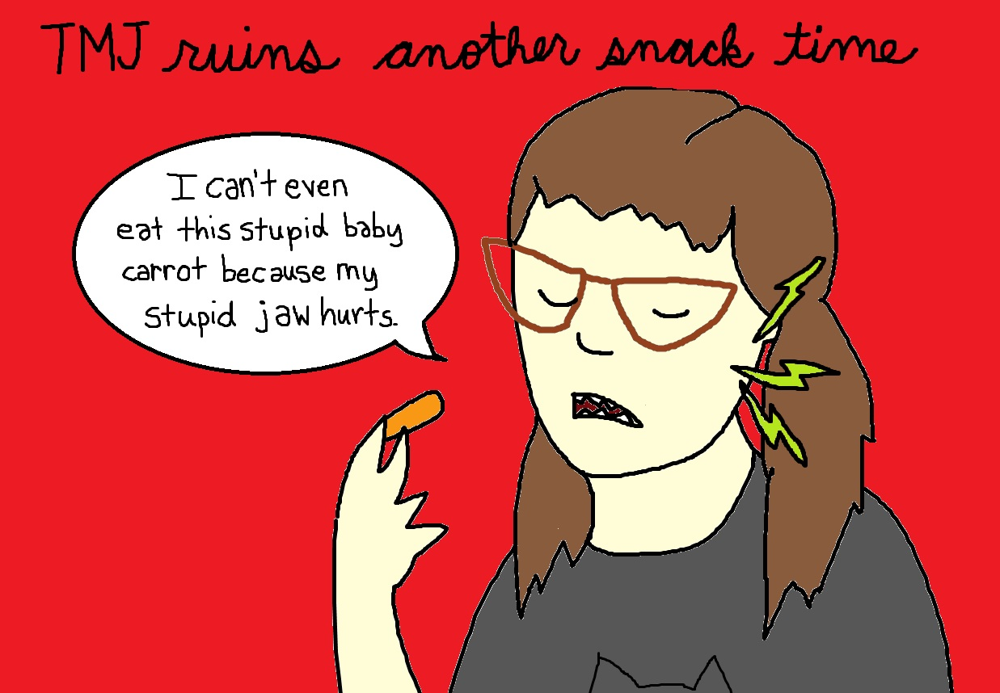 TMJ ruins another snack time
I can't even
eat this stupid baby
carrot because my
stupid jaw hurts.